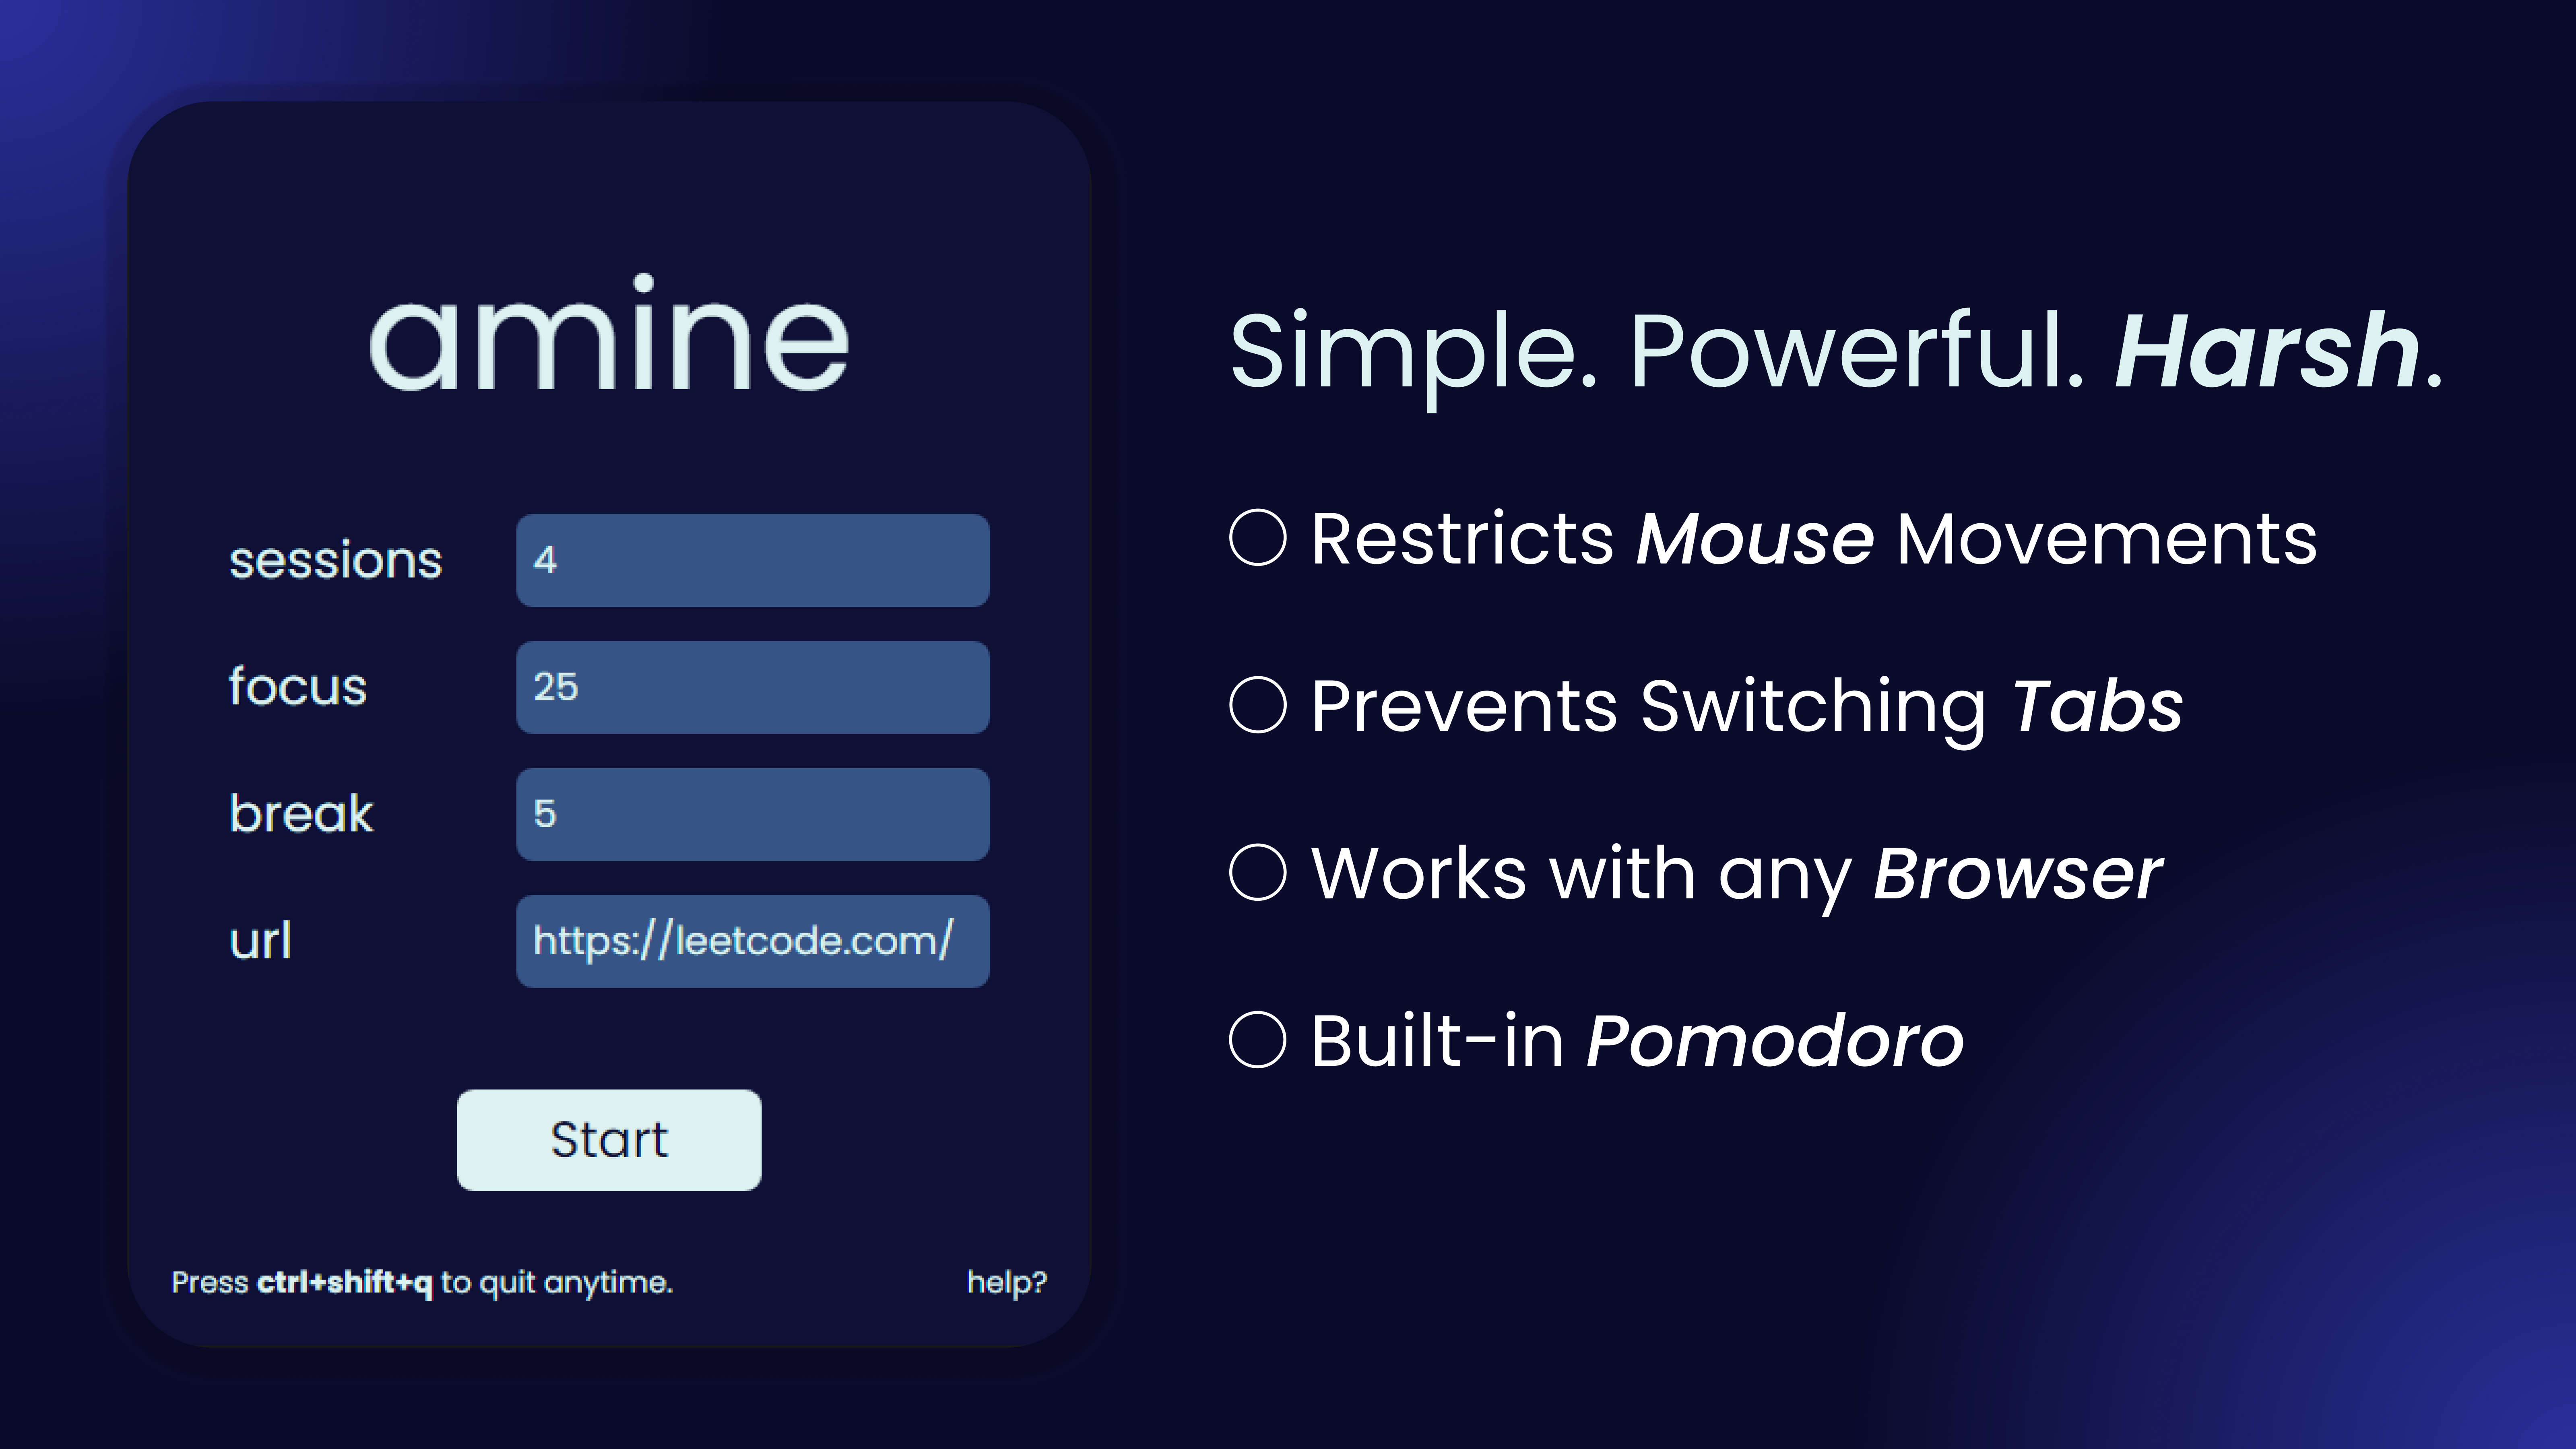 amine
sessions 4
focus 25
break 5
url https://leetcode.com/
Start
Press ctrl+shift+q to quit anytime. help?
Simple. Powerful. Harsh.
Restricts Mouse Movements
Prevents Switching Tabs
Works with any Browser
Built-in Pomodoro